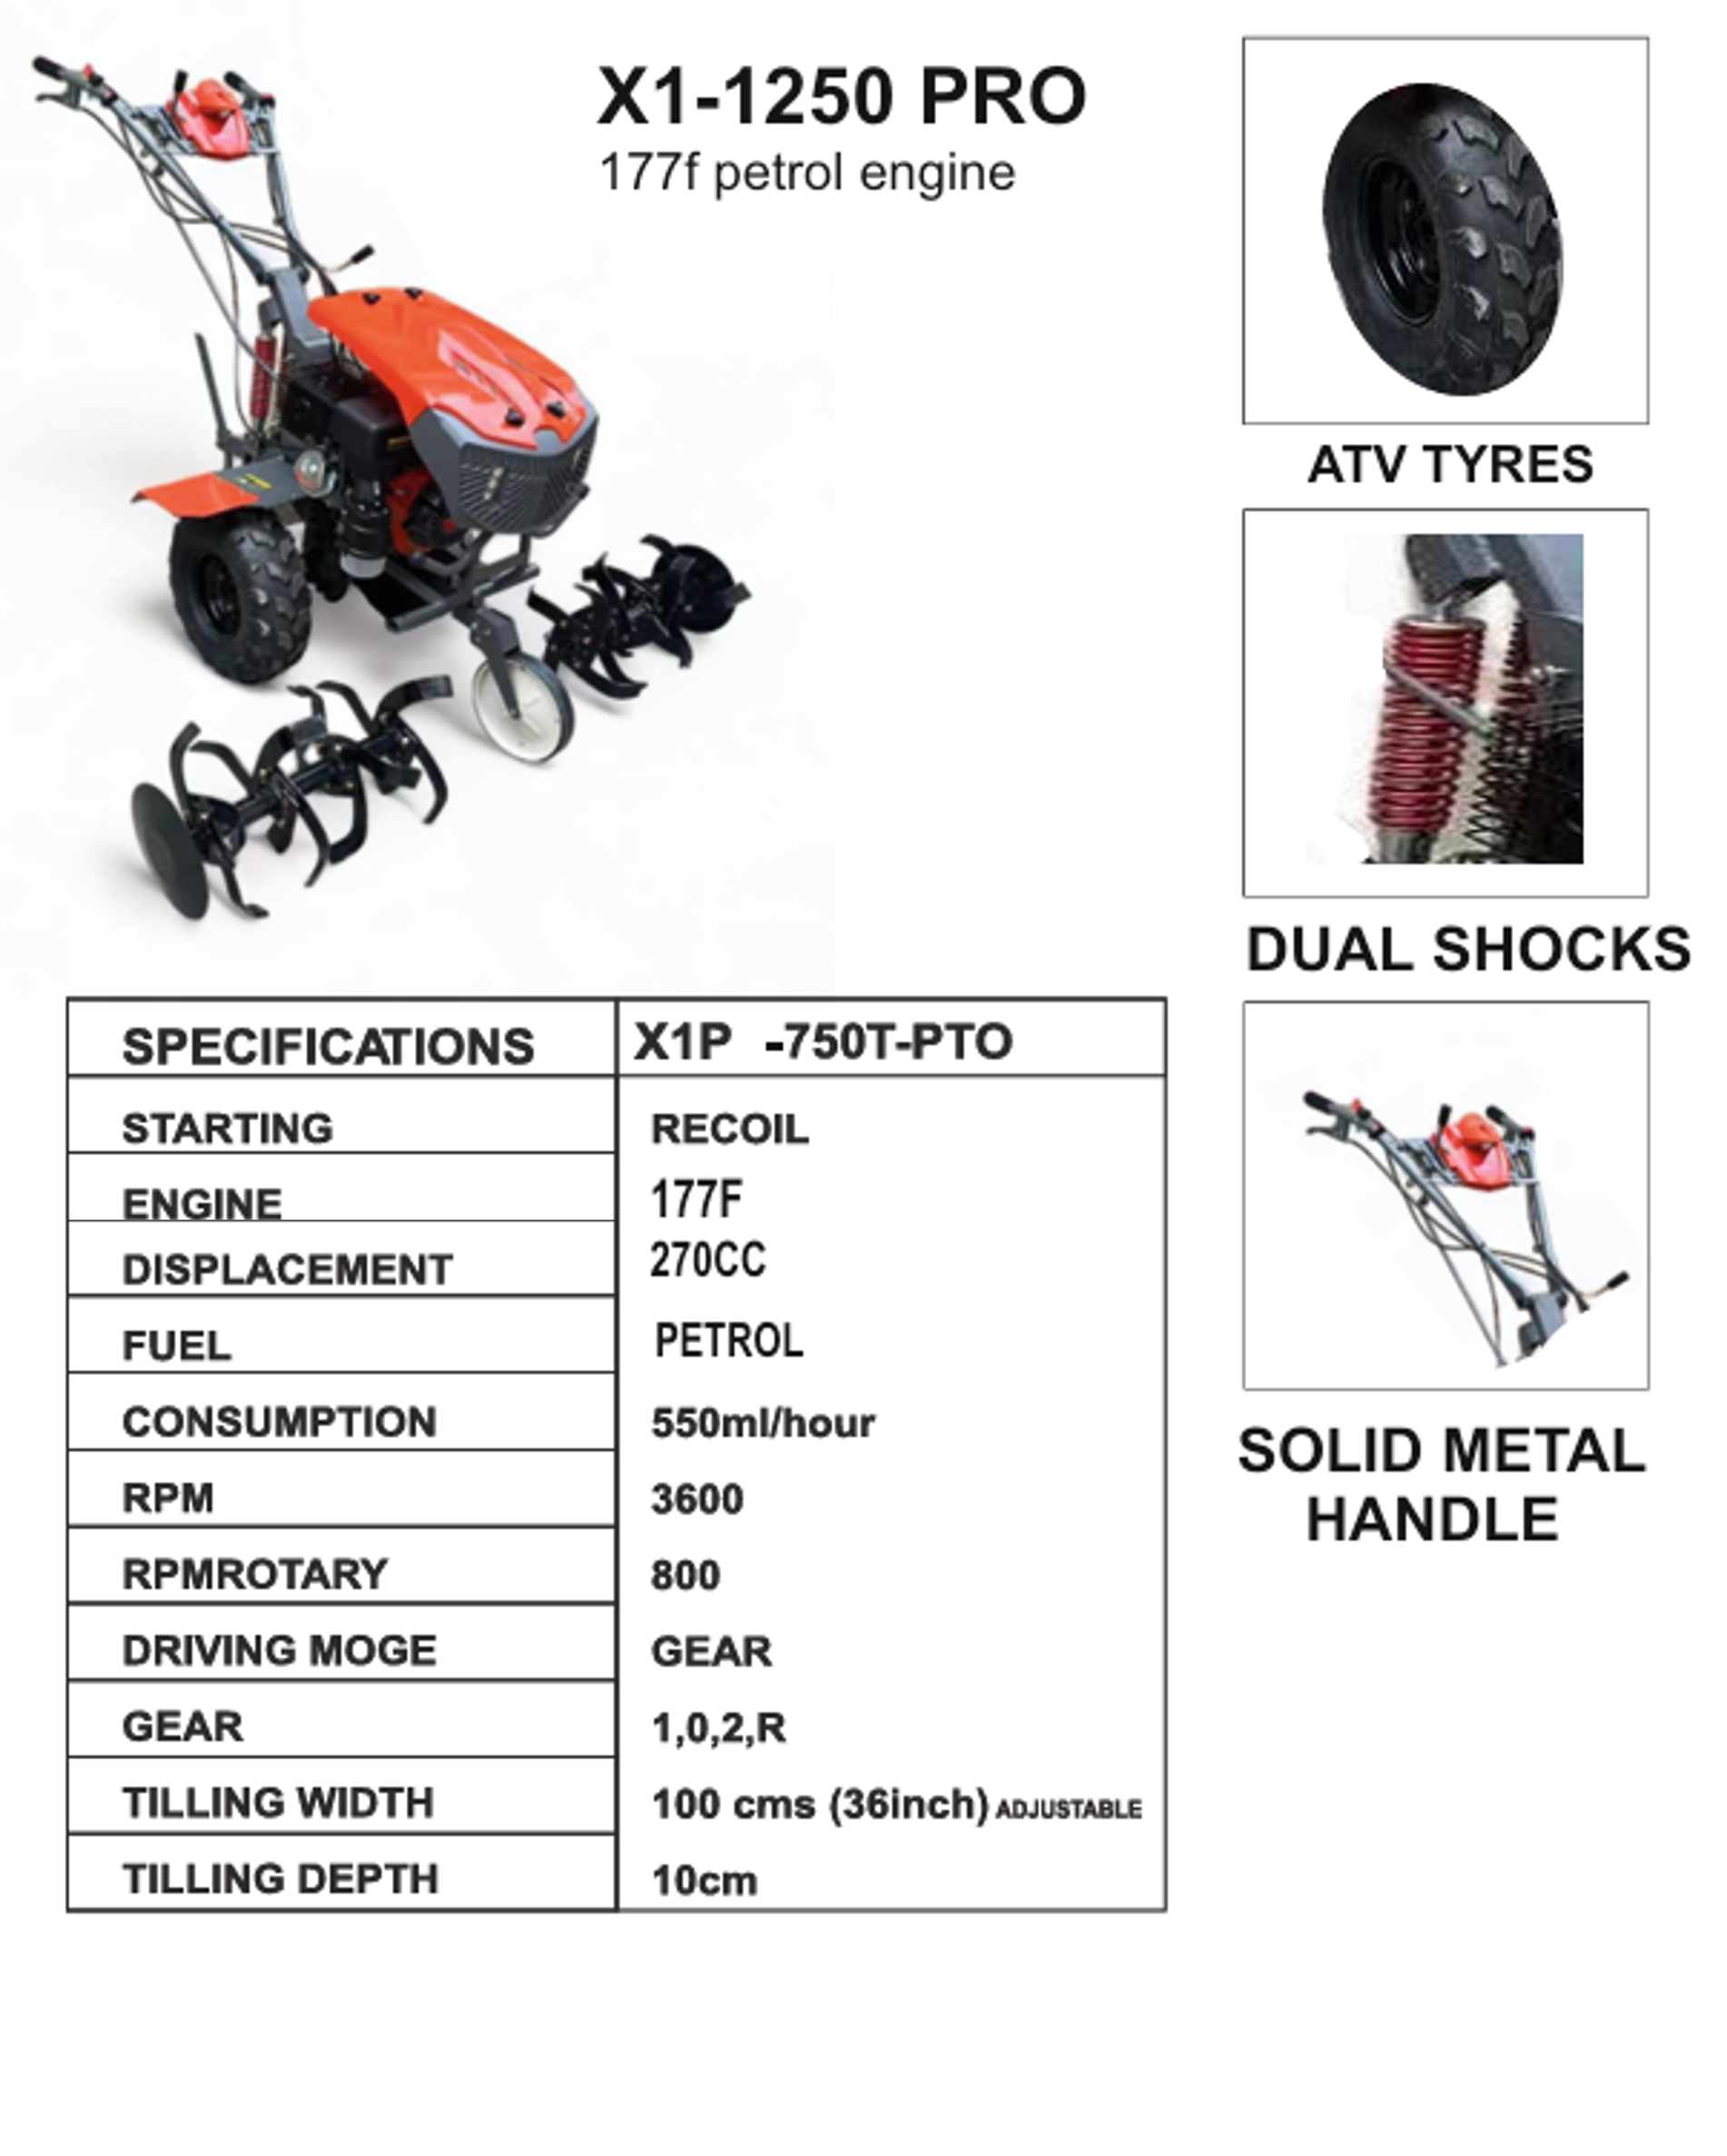 X1-1250 PRO
177f petrol engine
ATV TYRES
DUAL SHOCKS
SOLID METAL
HANDLE
SPECIFICATIONS X1P -750T-PTO
STARTING RECOIL
ENGINE 177F
DISPLACEMENT 270CC
FUEL PETROL
CONSUMPTION 550ml/hour
RPM 3600
RPMROTARY 800
DRIVING MOGE GEAR
GEAR 1,0,2,R
TILLING WIDTH 100 cms (36inch) ADJUSTABLE
TILLING DEPTH 10cm